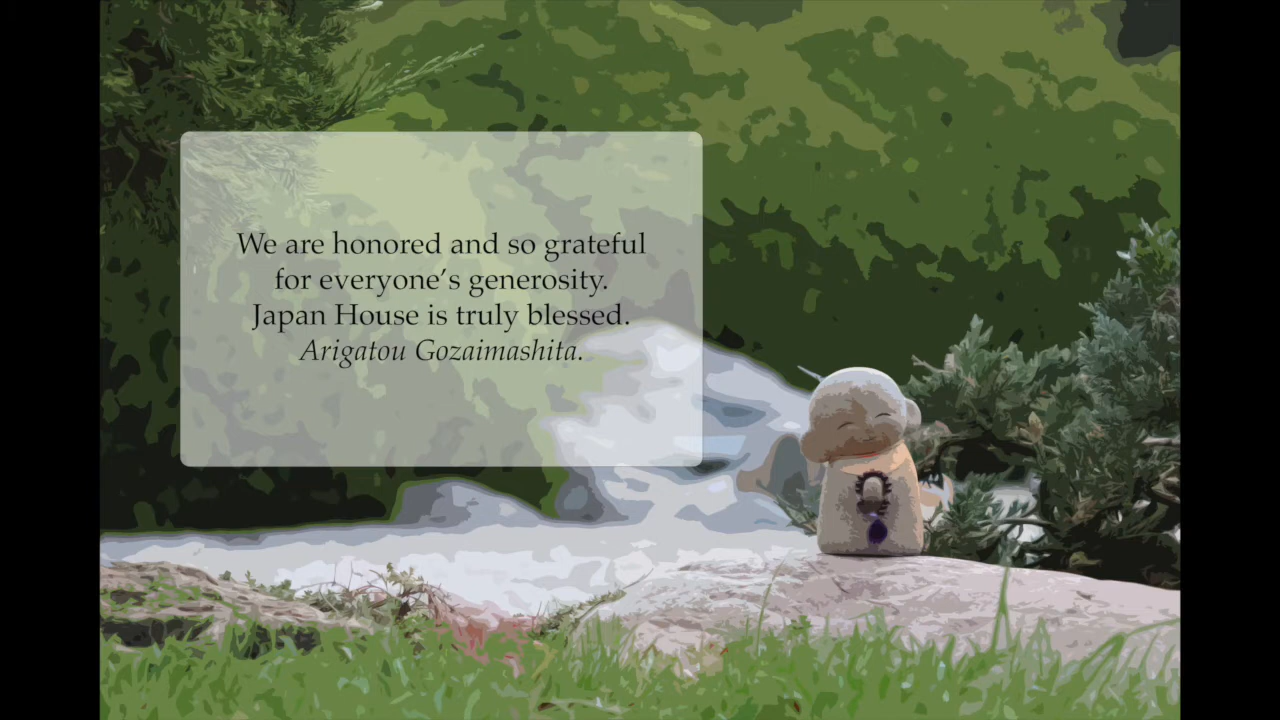 We are honored and so grateful
for everyone’s generosity.
Japan House is truly blessed.
Arigatou Gozaimashita.